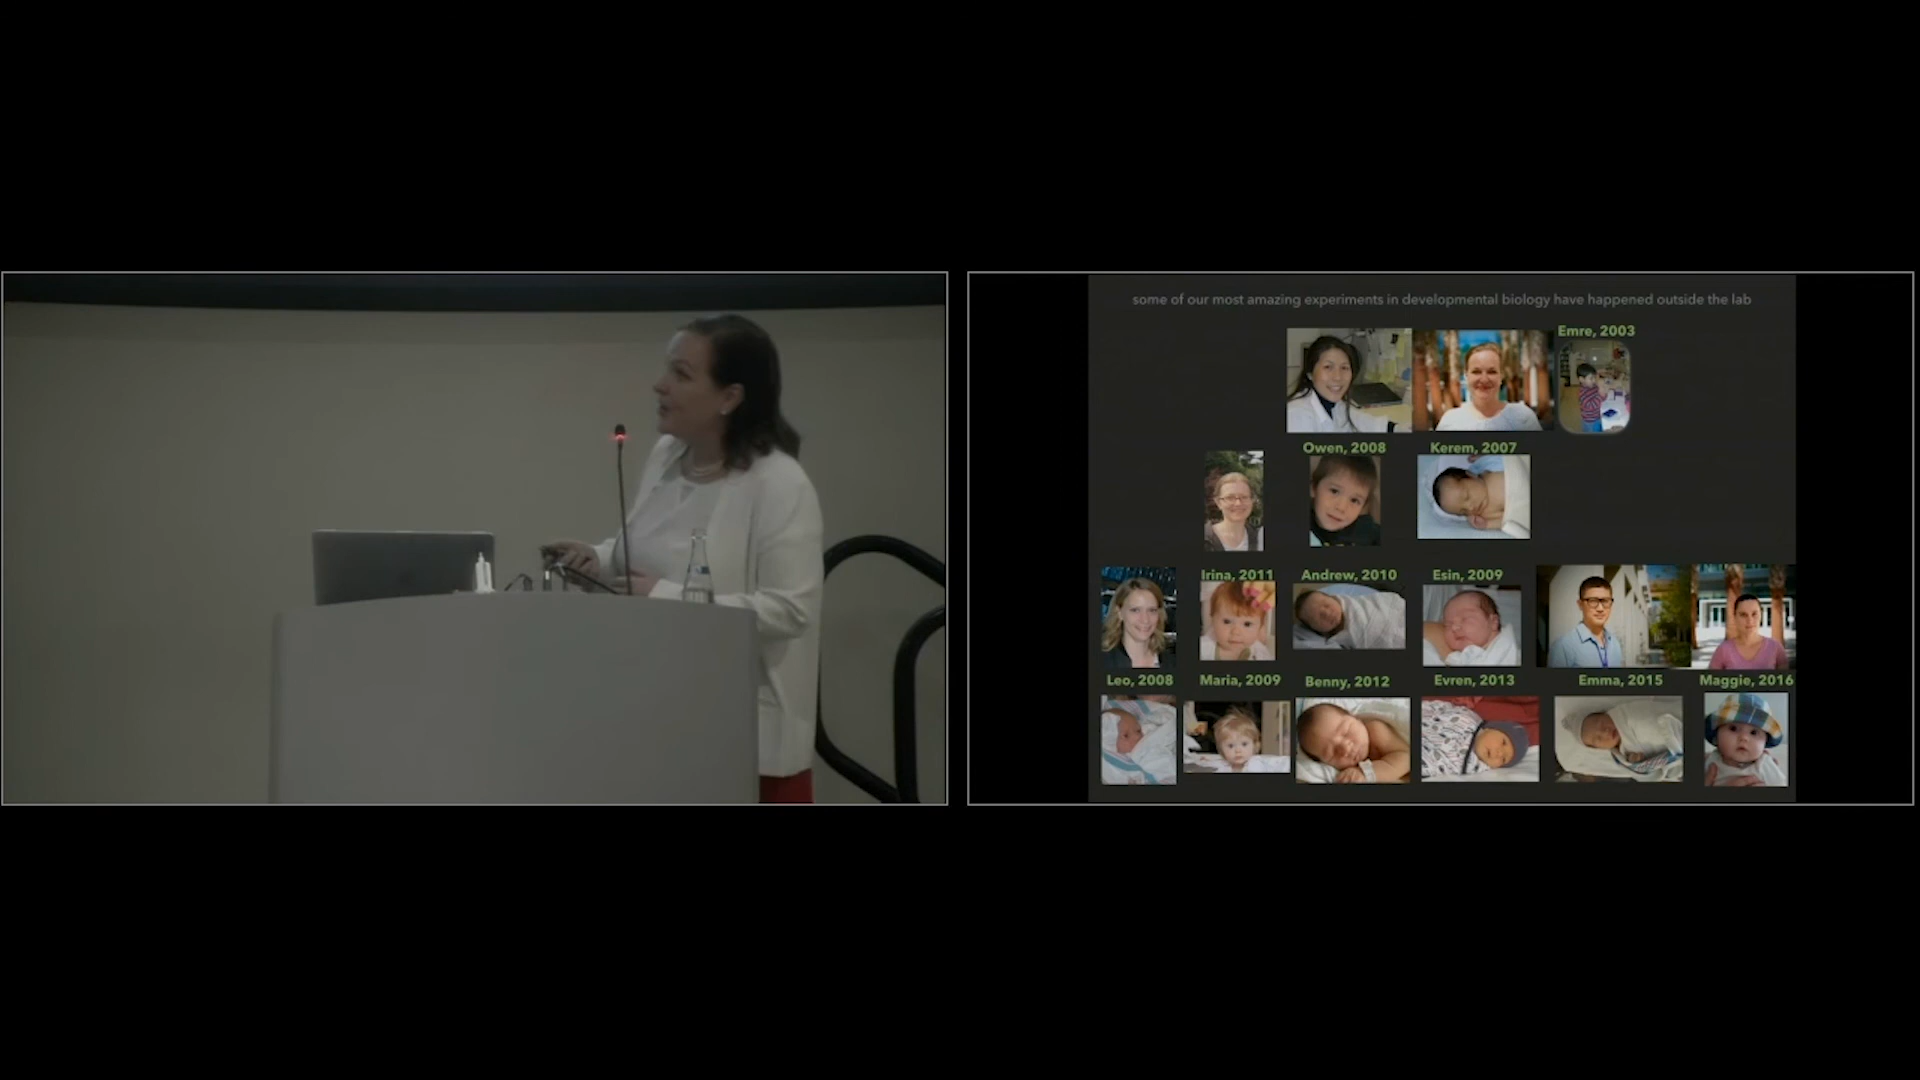 some of our most amazing experiments in developmental biology have happened outside the lab
Emre, 2003
Owen, 2008 Kerem, 2007
Irina, 2011 Andrew, 2010 Esin, 2009
Leo, 2008 Maria, 2009 Benny, 2012 Evren, 2013 Emma, 2015 Maggie, 2016